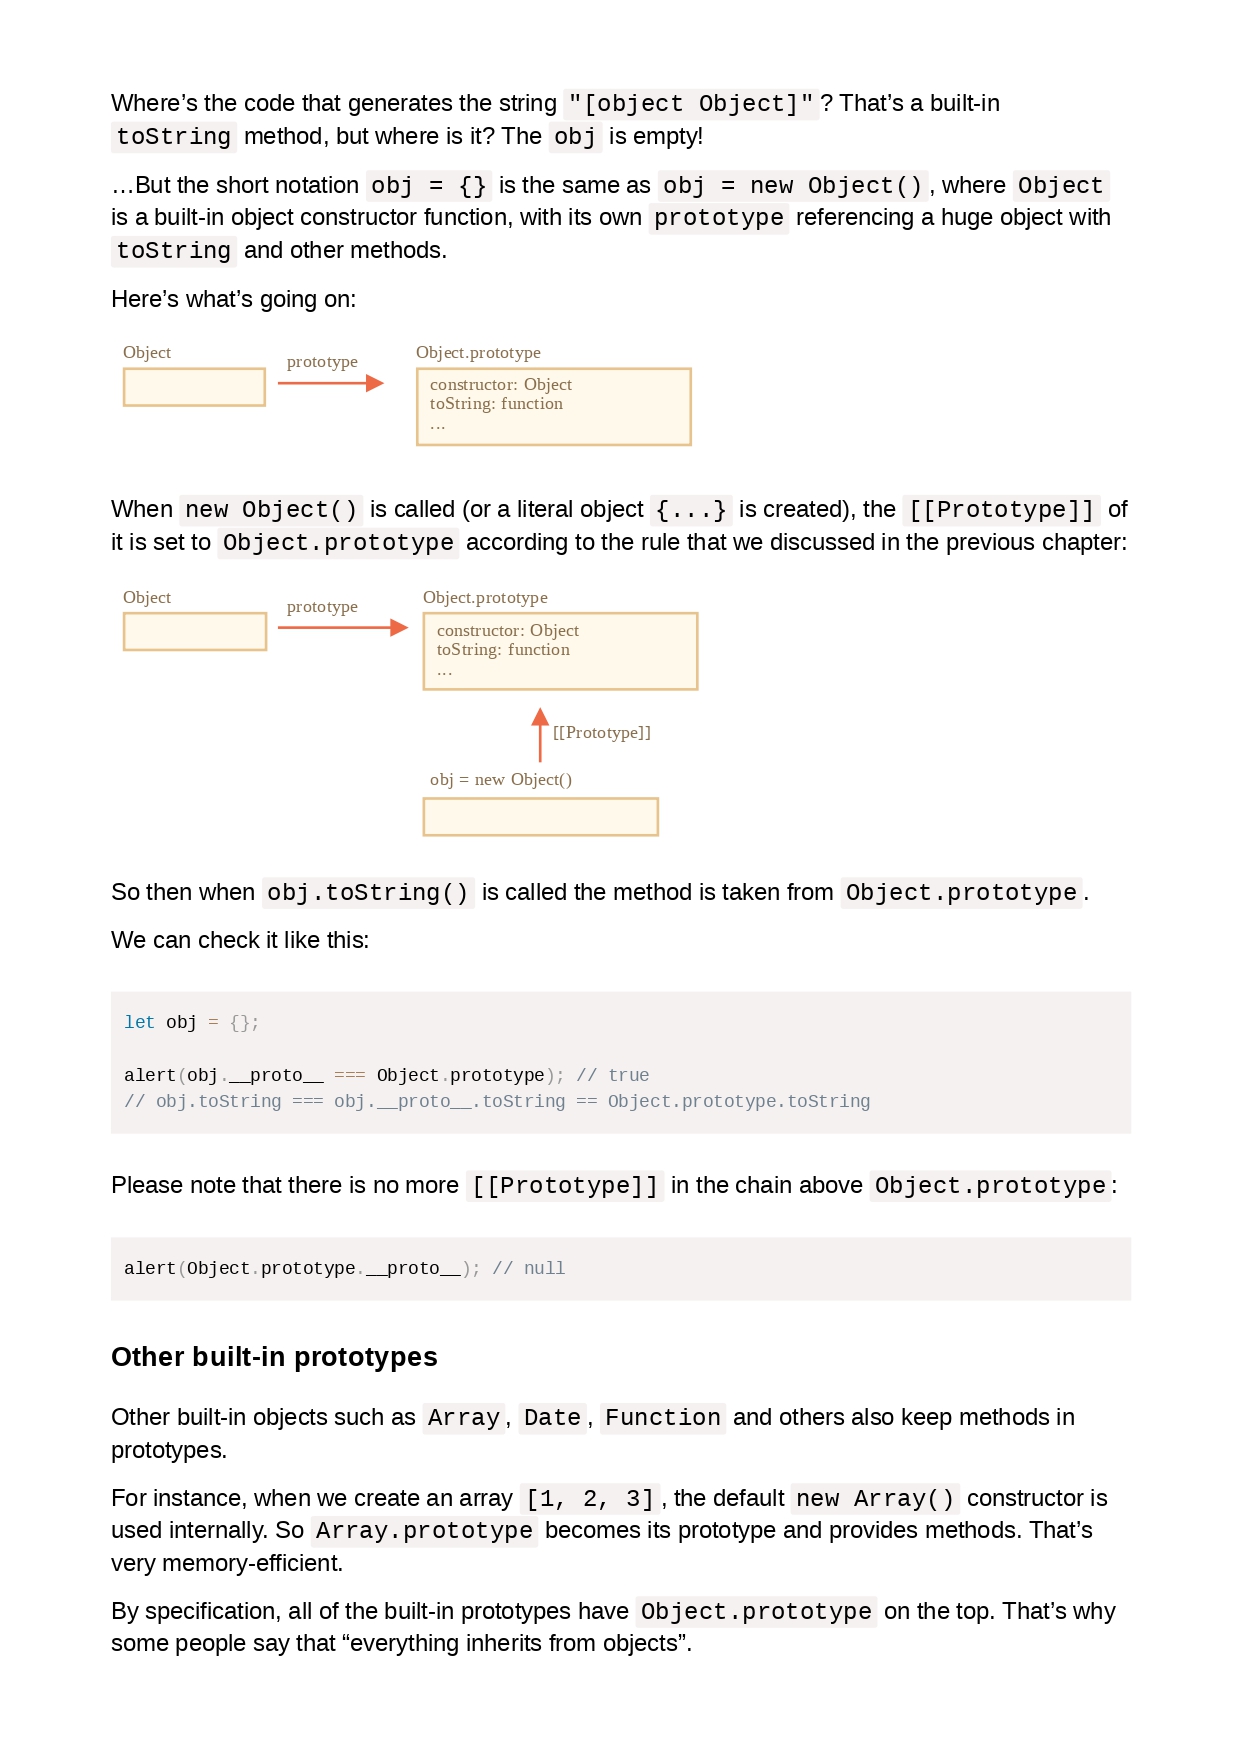 Where’s the code that generates the string "[object Object]"? That’s a built-in
toString method, but where is it? The obj is empty!
…But the short notation obj = {} is the same as obj = new Object(), where Object
is a built-in object constructor function, with its own prototype referencing a huge object with
toString and other methods.
Here’s what’s going on:
Object
prototype
Object.prototype
constructor: Object
toString: function
...
When new Object() is called (or a literal object {...} is created), the [[Prototype]] of
it is set to Object.prototype according to the rule that we discussed in the previous chapter:
Object
prototype
Object.prototype
constructor: Object
toString: function
...
[[Prototype]]
obj = new Object()
So then when obj.toString() is called the method is taken from Object.prototype.
We can check it like this:
let obj = {};
alert(obj.__proto__ === Object.prototype); // true
// obj.toString === obj.__proto__.toString == Object.prototype.toString
Please note that there is no more [[Prototype]] in the chain above Object.prototype:
alert(Object.prototype.__proto__); // null
Other built-in prototypes
Other built-in objects such as Array, Date, Function and others also keep methods in
prototypes.
For instance, when we create an array [1, 2, 3], the default new Array() constructor is
used internally. So Array.prototype becomes its prototype and provides methods. That’s
very memory-efficient.
By specification, all of the built-in prototypes have Object.prototype on the top. That’s why
some people say that “everything inherits from objects”.